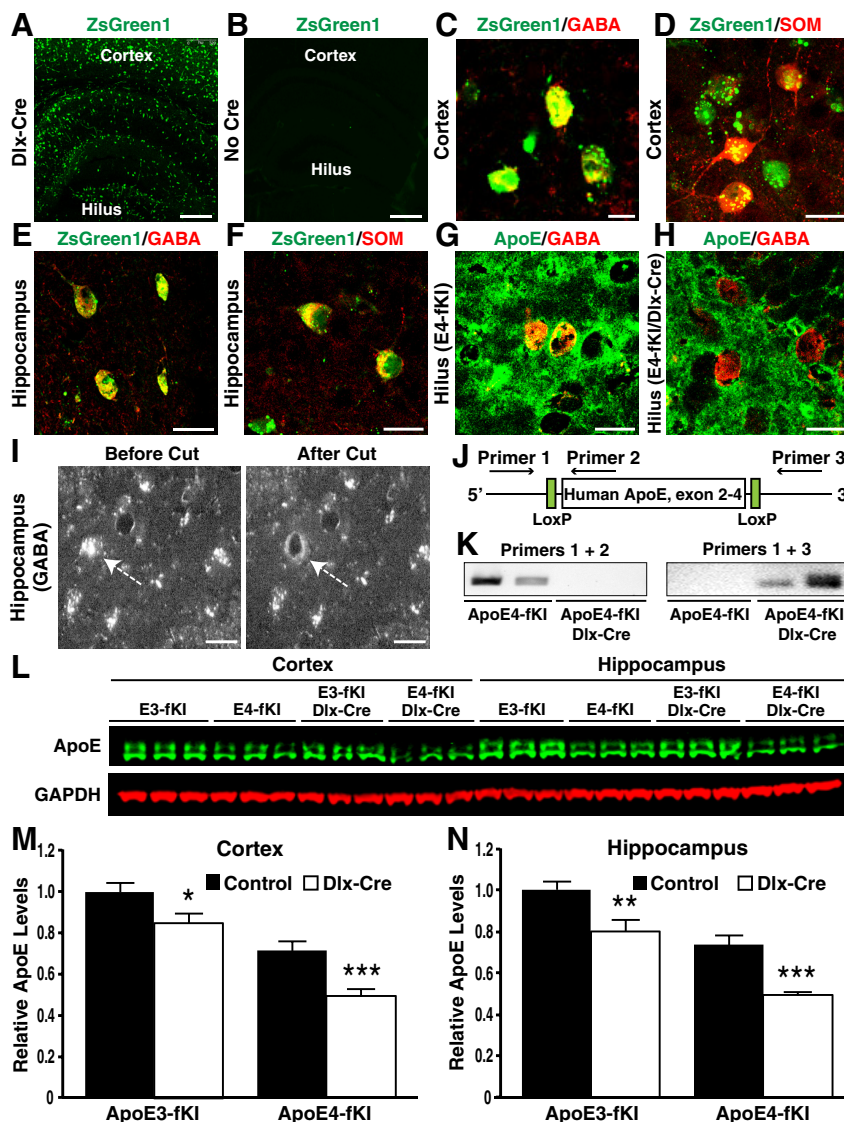 A
ZsGreen1
Dlx-Cre
Cortex
Hilus
B
ZsGreen1
No Cre
Cortex
Hilus
C
ZsGreen1/GABA
Cortex
D
ZsGreen1/SOM
Cortex
E
ZsGreen1/GABA
Hippocampus
F
ZsGreen1/SOM
Hippocampus
G
ApoE/GABA
Hilus (E4-fKI)
H
ApoE/GABA
Hilus (E4-fKI/Dlx-Cre)
I
Before Cut
After Cut
Hippocampus
(GABA)
J
Primer 1
Primer 2
Primer 3
5’
Human ApoE, exon 2-4
3
LoxP
LoxP
K
Primers 1 + 2
Primers 1 + 3
ApoE4-fKI
ApoE4-fKI
Dlx-Cre
ApoE4-fKI
ApoE4-fKI
Dlx-Cre
L
Cortex
Hippocampus
E3-fKI
E4-fKI
E3-fKI
Dlx-Cre
E4-fKI
Dlx-Cre
E3-fKI
E4-fKI
E3-fKI
Dlx-Cre
E4-fKI
Dlx-Cre
ApoE
GAPDH
M
Cortex
Control
Dlx-Cre
Relative ApoE Levels
1.2
1.0
0.8
0.6
0.4
0.2
0
*
***
ApoE3-fKI
ApoE4-fKI
N
Hippocampus
Control
Dlx-Cre
Relative ApoE Levels
1.2
1.0
0.8
0.6
0.4
0.2
0
**
***
ApoE3-fKI
ApoE4-fKI